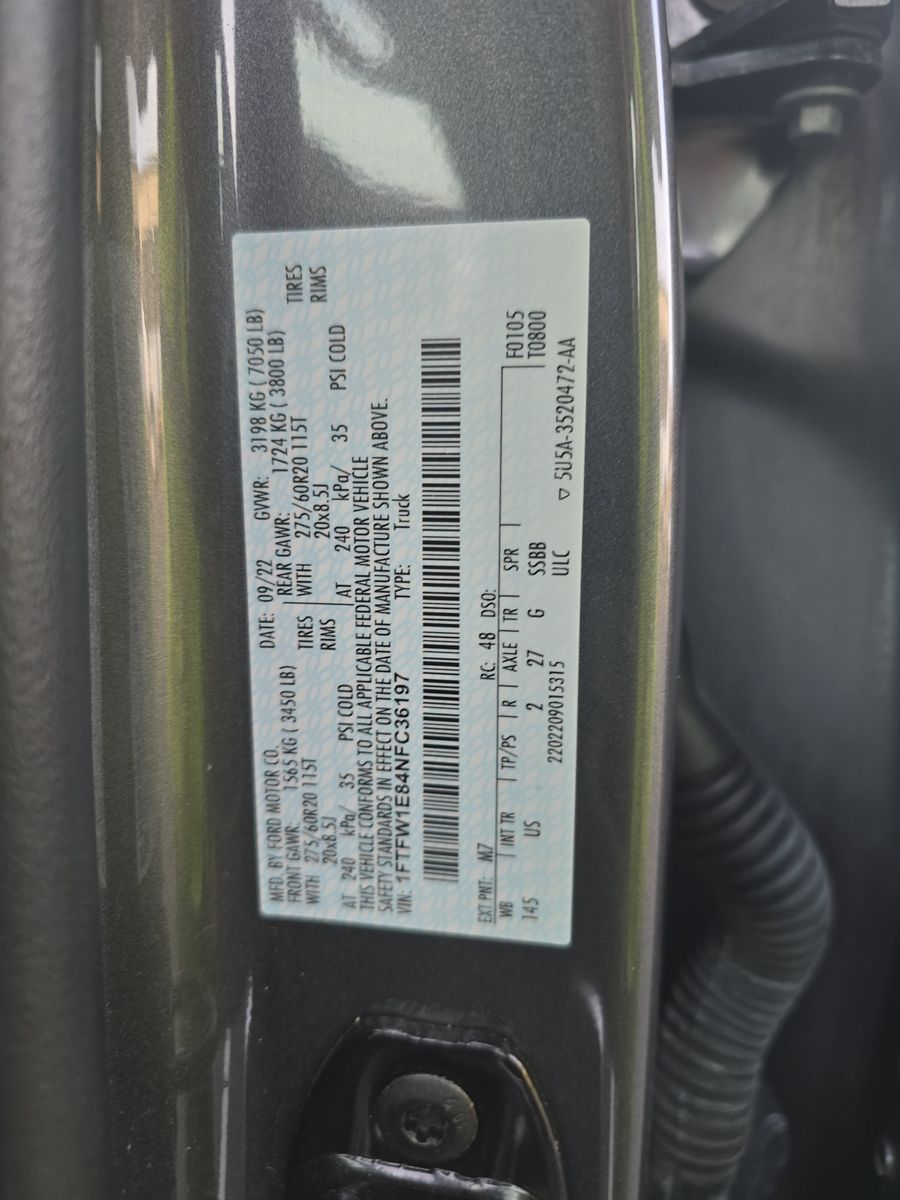 MFD. BY FORD MOTOR CO. DATE: 09/22 GVWR: 3198 KG ( 7050 LB)
FRONT GAWR: 1565 KG ( 3450 LB) REAR GAWR: 1724 KG ( 3800 LB)
WITH 275/60R20 115T TIRES WITH 275/60R20 115T TIRES
20x8.5J RIMS 20x8.5J RIMS
AT 240 kPa/ 35 PSI COLD AT 240 kPa/ 35 PSI COLD
THIS VEHICLE CONFORMS TO ALL APPLICABLE FEDERAL MOTOR VEHICLE
SAFETY STANDARDS IN EFFECT ON THE DATE OF MANUFACTURE SHOWN ABOVE.
VIN: 1FTFW1E84NFC36197 TYPE: Truck
EXT PNT: M7 RC: 48 DSO:
WB INT TR TP/PS R AXLE TR SPR F0105
145 US 2 27 G SSBB T0800
2202209015315 ULC ▽ 5U5A-3520472-AA